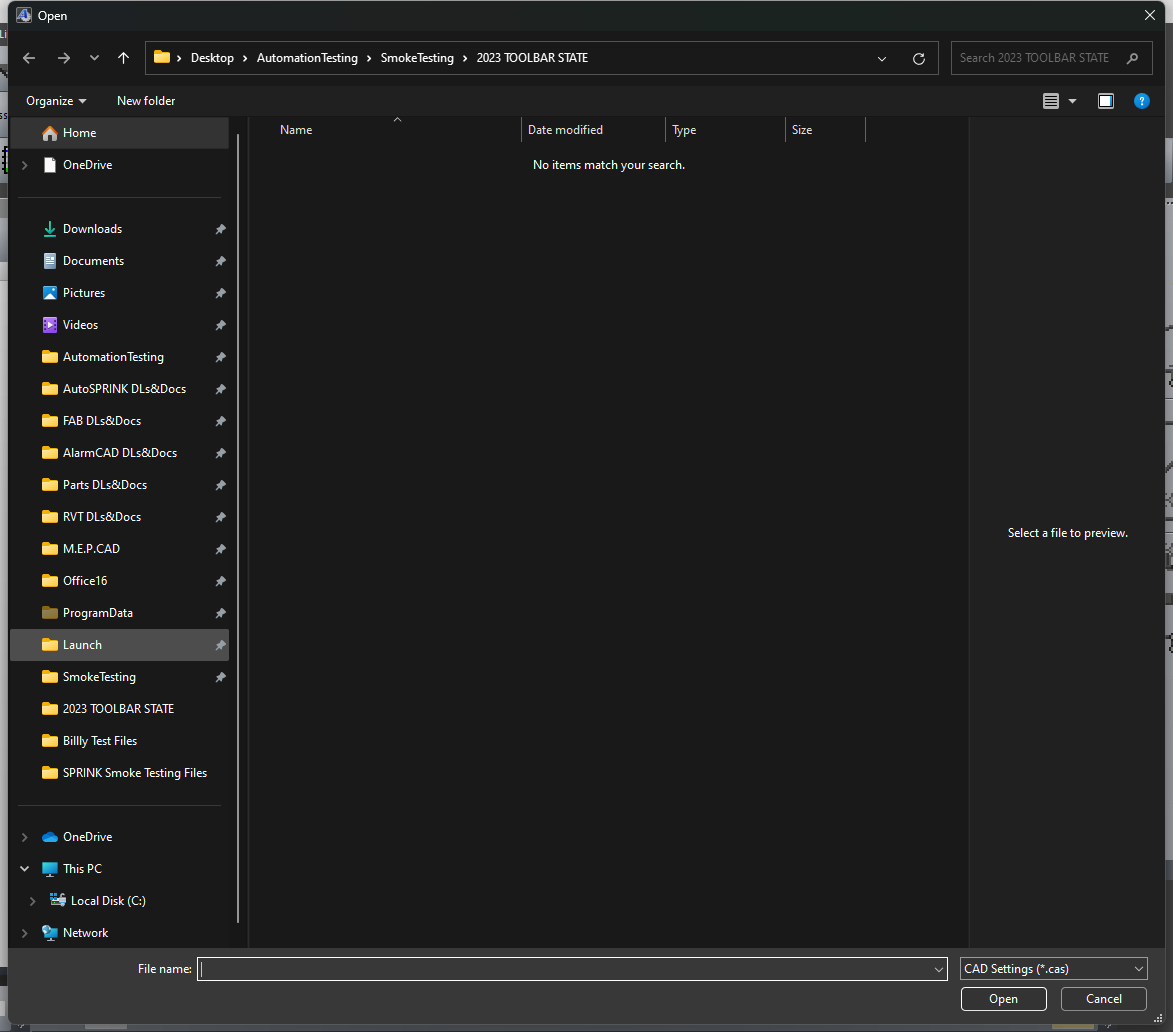 Open
Desktop > AutomationTesting > SmokeTesting > 2023 TOOLBAR STATE
Search 2023 TOOLBAR STATE
Organize
New folder
?
Name
Date modified
Type
Size
No items match your search.
Home
OneDrive
Downloads
Documents
Pictures
Videos
AutomationTesting
AutoSPRINK DLs&Docs
FAB DLs&Docs
AlarmCAD DLs&Docs
Parts DLs&Docs
RVT DLs&Docs
M.E.P.CAD
Office16
ProgramData
Launch
SmokeTesting
2023 TOOLBAR STATE
Billly Test Files
SPRINK Smoke Testing Files
OneDrive
This PC
Local Disk (C:)
Network
Select a file to preview.
File name:
CAD Settings (*.cas)
Open
Cancel